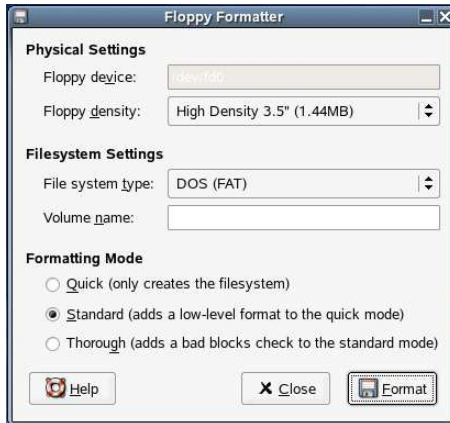 Floppy Formatter
Physical Settings
Floppy device: dev/fd0
Floppy density: High Density 3.5" (1.44MB)
Filesystem Settings
File system type: DOS (FAT)
Volume name:
Formatting Mode
Quick (only creates the filesystem)
Standard (adds a low-level format to the quick mode)
Thorough (adds a bad blocks check to the standard mode)
Help Close Format